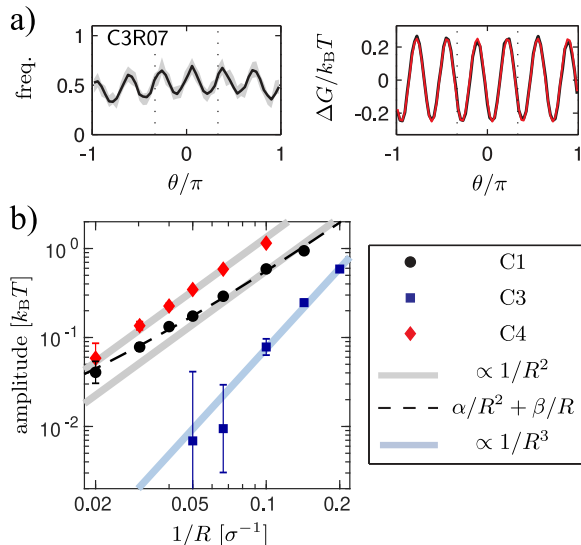 a)
C3R07
freq.
1
0.5
0
-1
0
1
θ/π
ΔG/k_BT
0.2
0
-0.2
-1
0
1
θ/π
b)
amplitude [k_BT]
10^0
10^-1
10^-2
0.02
0.05
0.1
0.2
1/R [σ^-1]
C1
C3
C4
∝ 1/R^2
α/R^2 + β/R
∝ 1/R^3